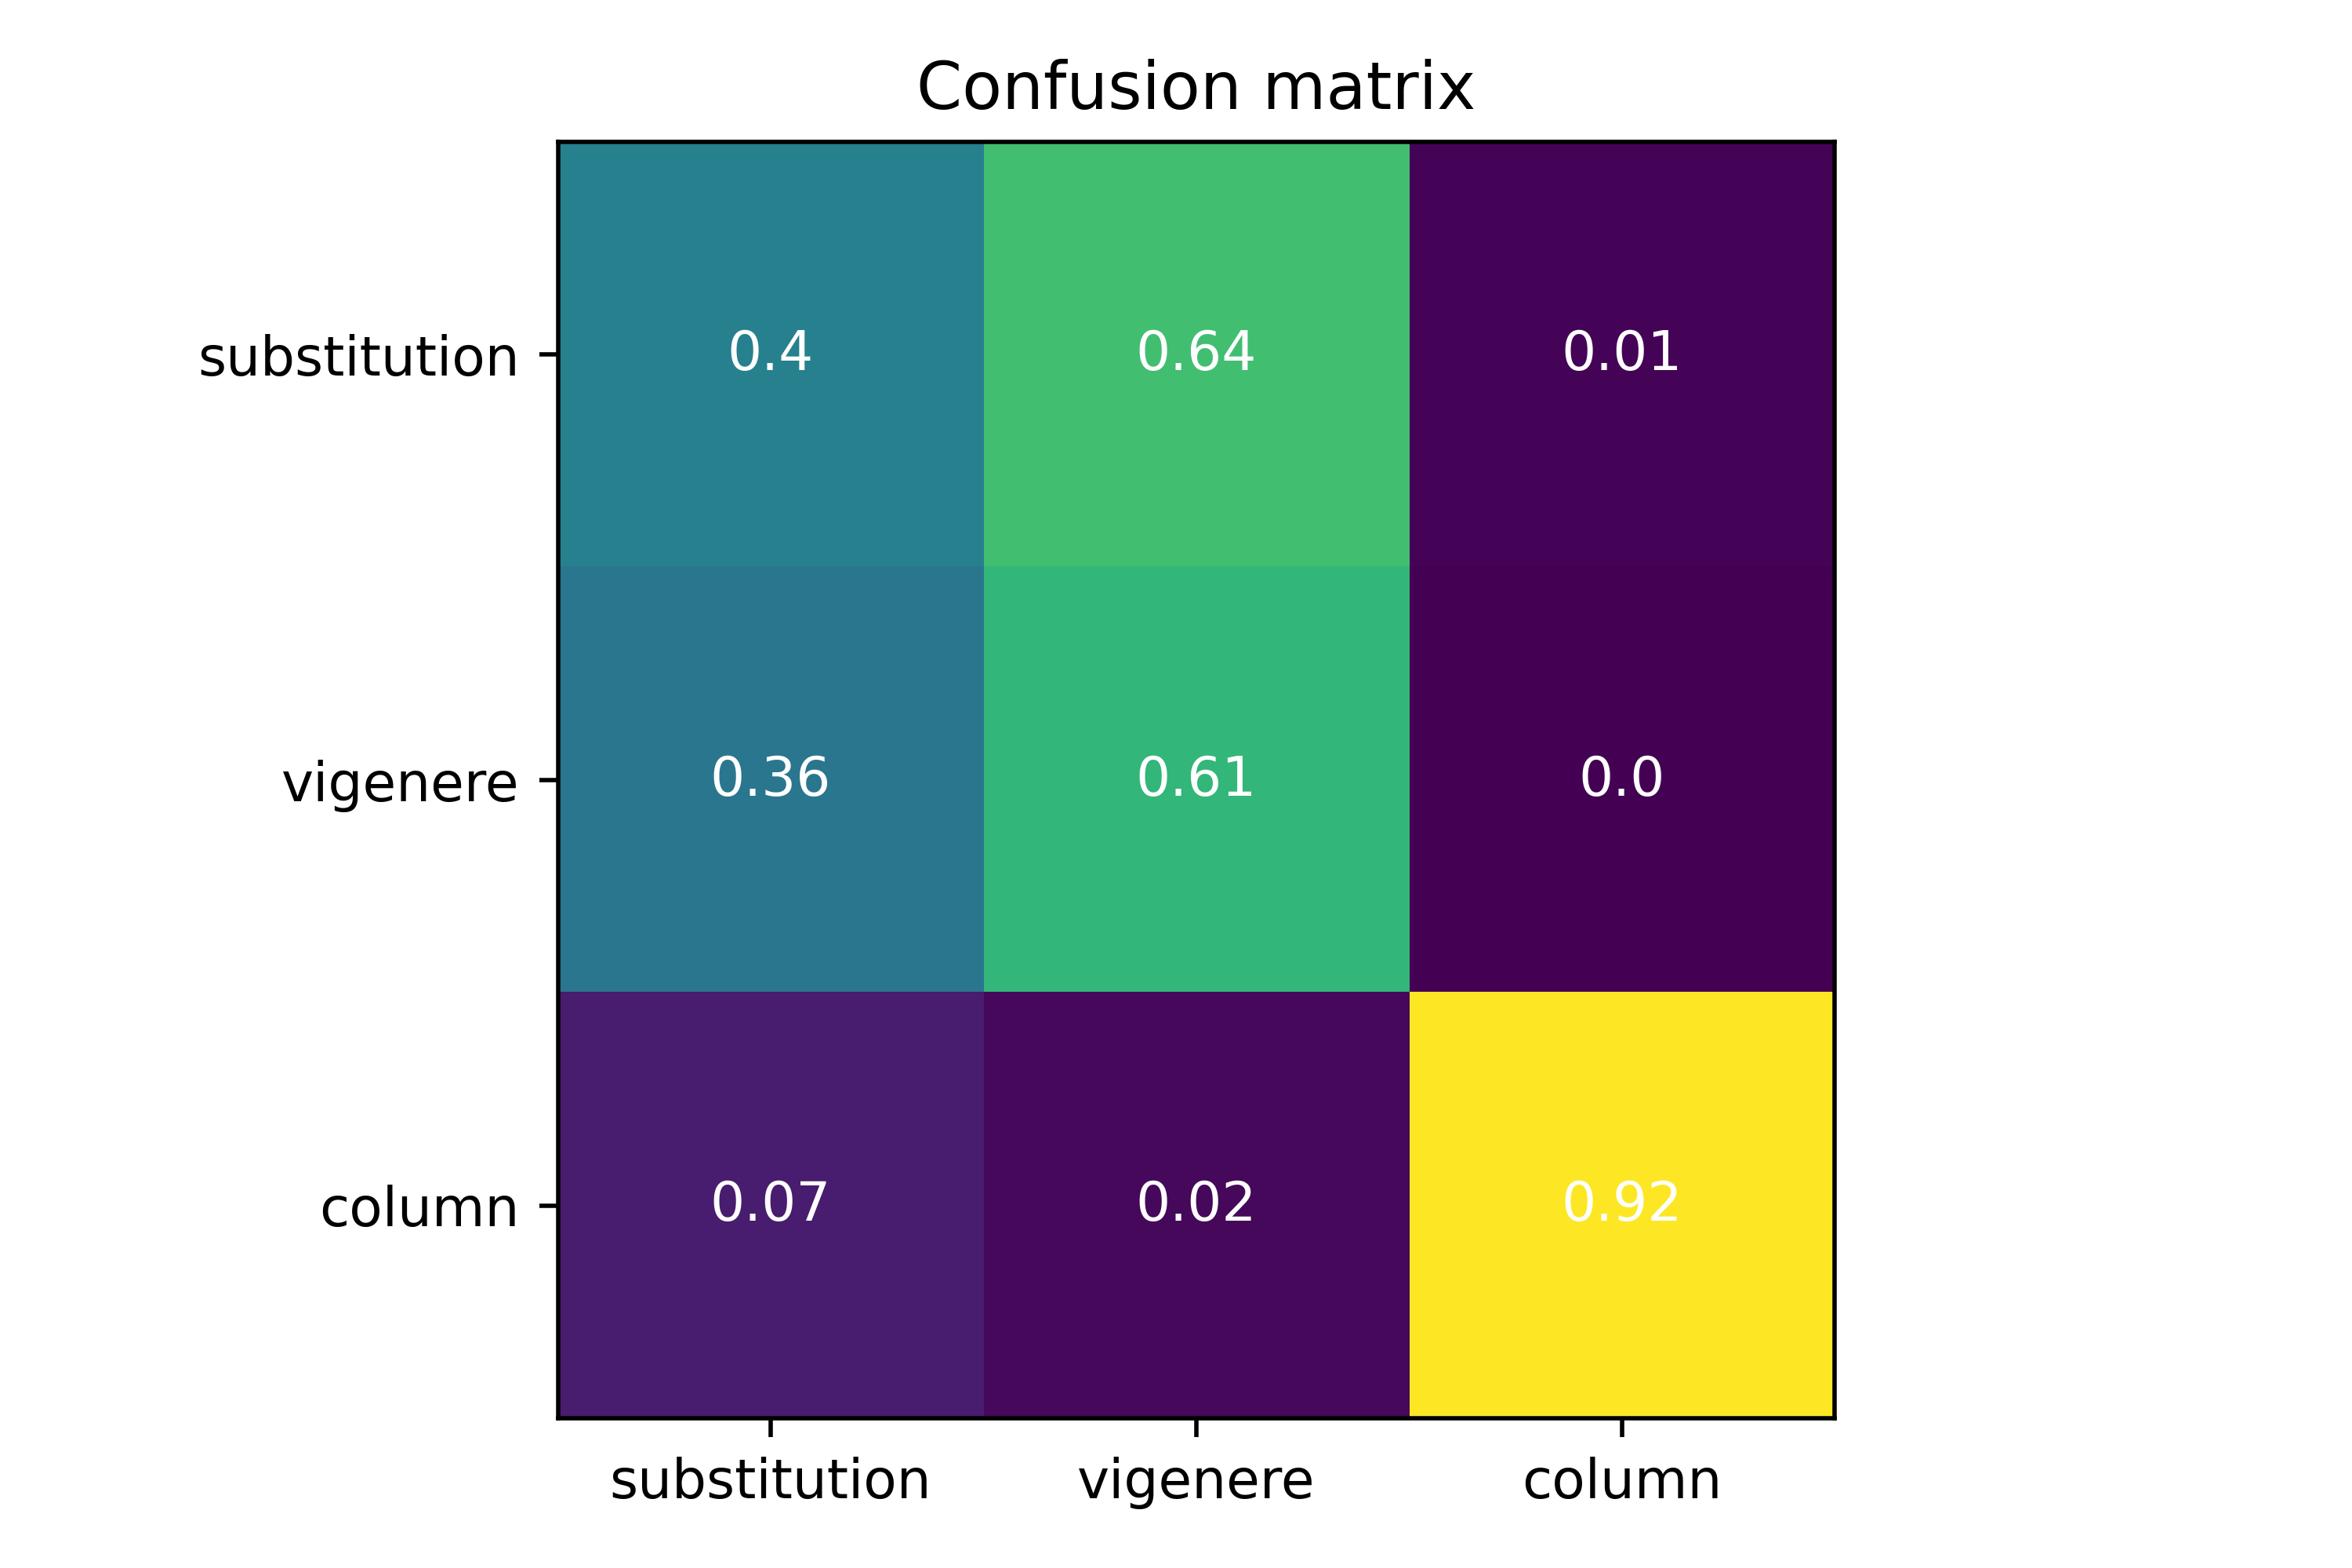 Confusion matrix
substitution 0.4 0.64 0.01
vigenere 0.36 0.61 0.0
column 0.07 0.02 0.92
substitution vigenere column